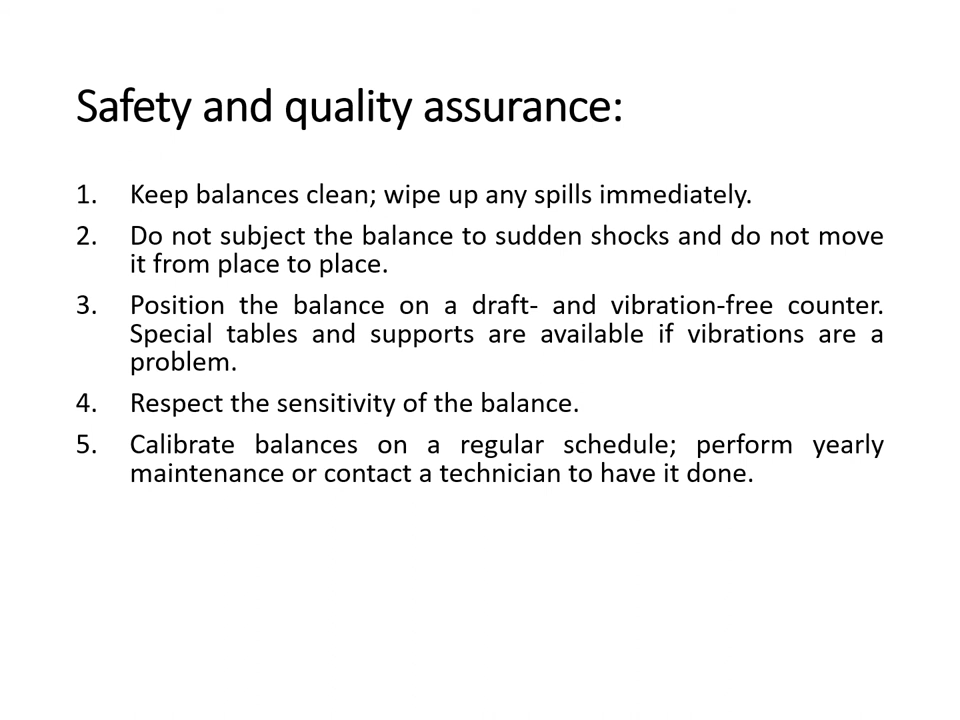 Safety and quality assurance:
1. Keep balances clean; wipe up any spills immediately.
2. Do not subject the balance to sudden shocks and do not move
it from place to place.
3. Position the balance on a draft- and vibration-free counter.
Special tables and supports are available if vibrations are a
problem.
4. Respect the sensitivity of the balance.
5. Calibrate balances on a regular schedule; perform yearly
maintenance or contact a technician to have it done.